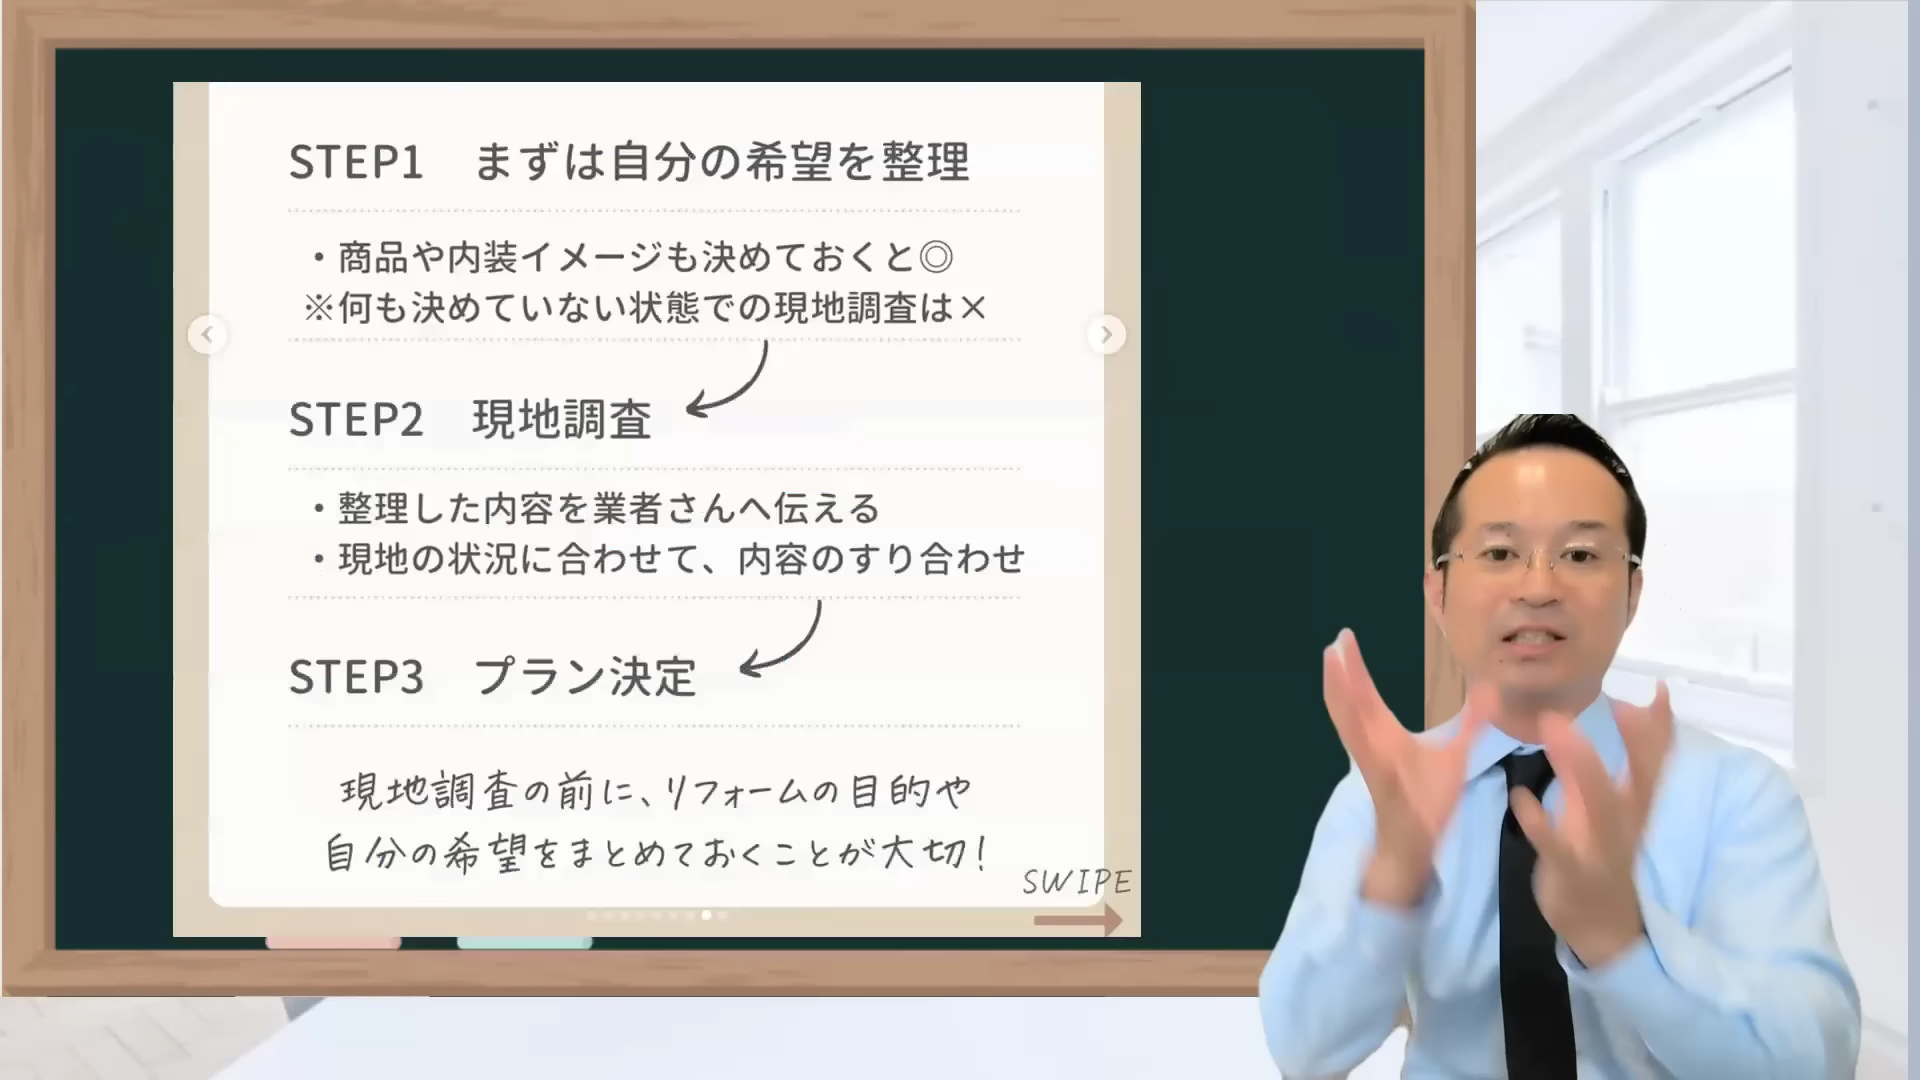 STEP1 まずは自分の希望を整理
・商品や内装イメージも決めておくと◎
※何も決めていない状態での現地調査は×
STEP2 現地調査
・整理した内容を業者さんへ伝える
・現地の状況に合わせて、内容のすり合わせ
STEP3 プラン決定
現地調査の前に、リフォームの目的や
自分の希望をまとめておくことが大切!
SWIPE